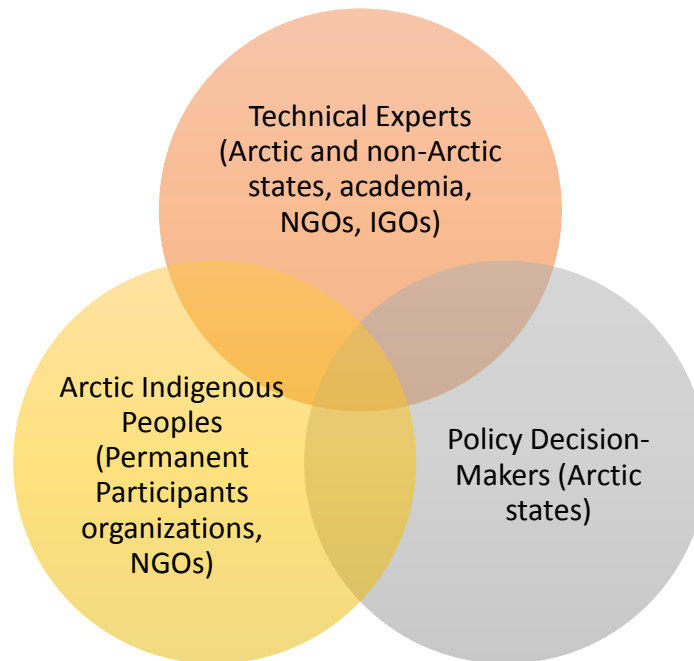 Technical Experts
(Arctic and non-Arctic
states, academia,
NGOs, IGOs)
Arctic Indigenous
Peoples
(Permanent
Participants
organizations,
NGOs)
Policy Decision-
Makers (Arctic
states)